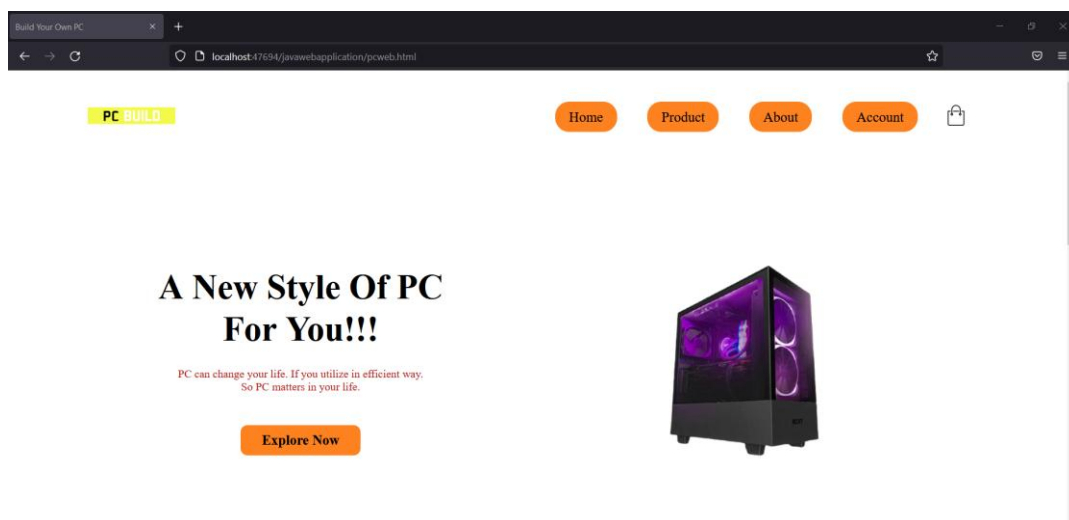 Build Your Own PC
localhost:47694/javawebapplication/pcweb.html
PC BUILD
Home
Product
About
Account
A New Style Of PC
For You!!!
PC can change your life. If you utilize in efficient way.
So PC matters in your life.
Explore Now